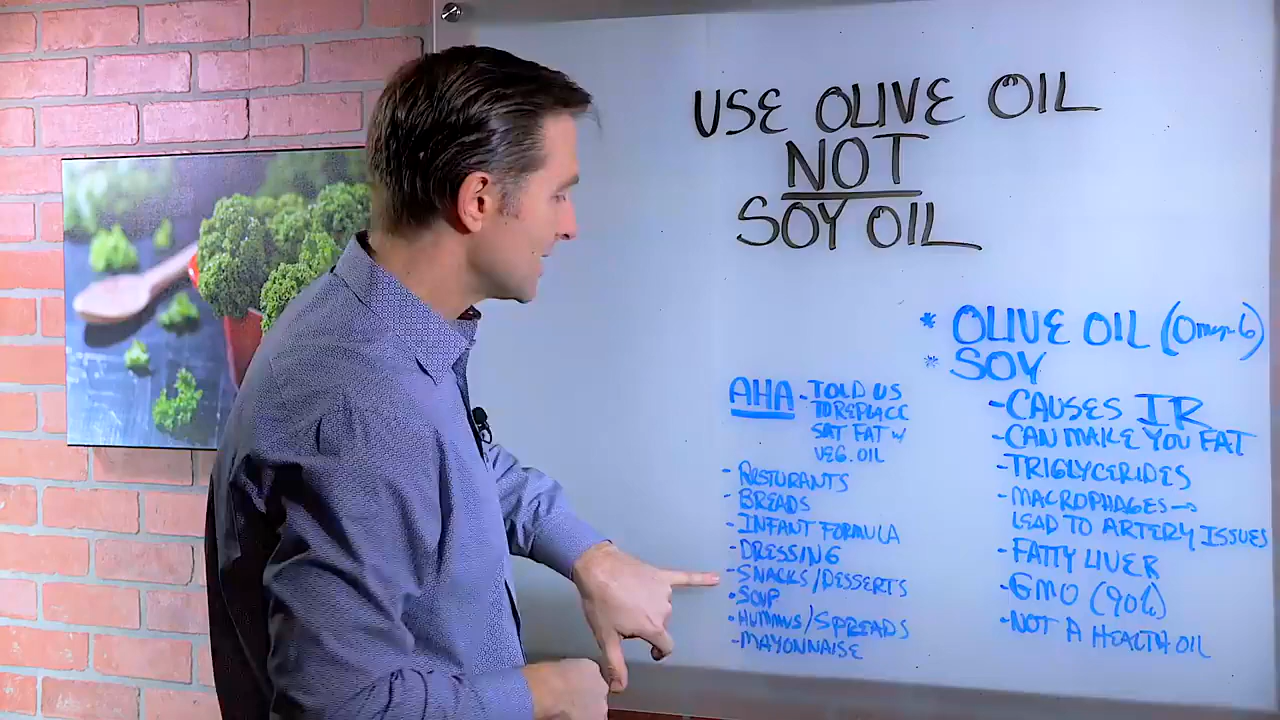 USE OLIVE OIL
NOT
SOY OIL
AHA - TOLD US
TO REPLACE
SAT FAT w
VEG. OIL
- RESTURANTS
- BREADS
- INFANT FORMULA
- DRESSING
- SNACKS/DESSERTS
- SOUP
- HUMMUS/SPREADS
- MAYONNAISE
* OLIVE OIL (Omega-6)
* SOY
- CAUSES IR
- CAN MAKE YOU FAT
- TRIGLYCERIDES
- MACROPHAGES →
LEAD TO ARTERY ISSUES
- FATTY LIVER
- GMO (90%)
- NOT A HEALTH OIL